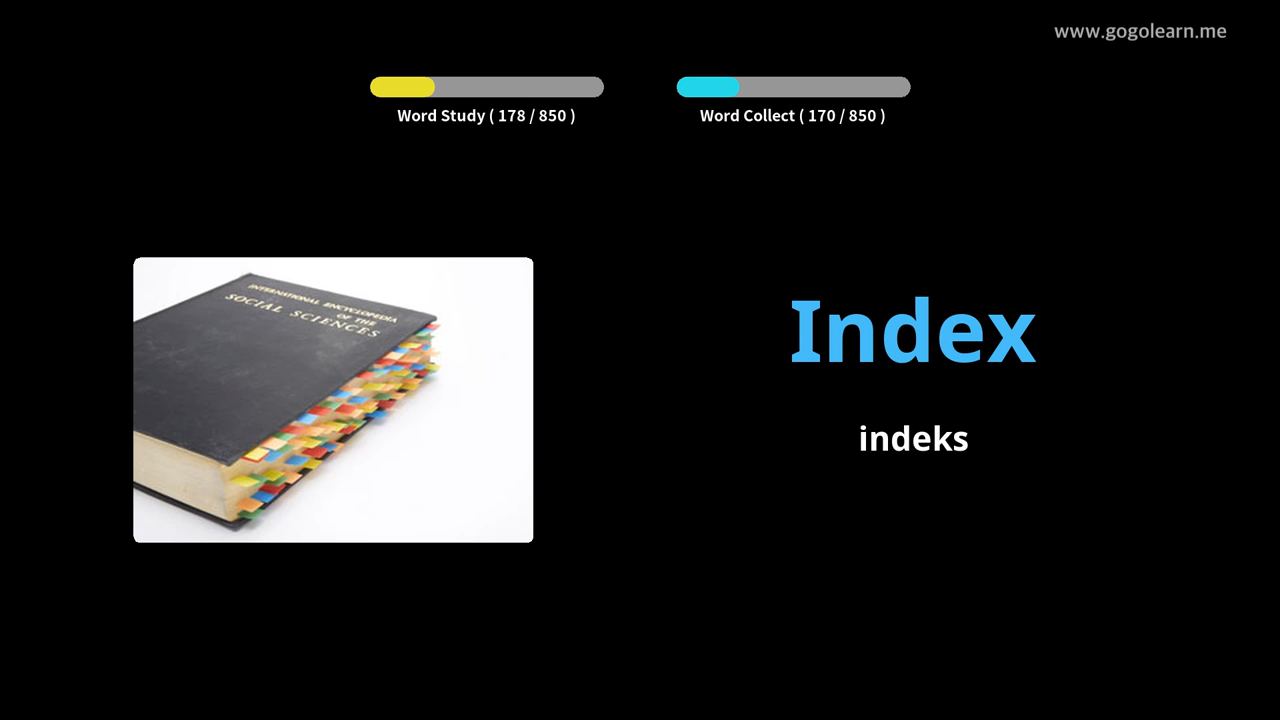 www.gogolearn.me
Word Study ( 178 / 850 )
Word Collect ( 170 / 850 )
INTERNATIONAL ENCYCLOPEDIA
OF THE
SOCIAL SCIENCES
Index
indeks